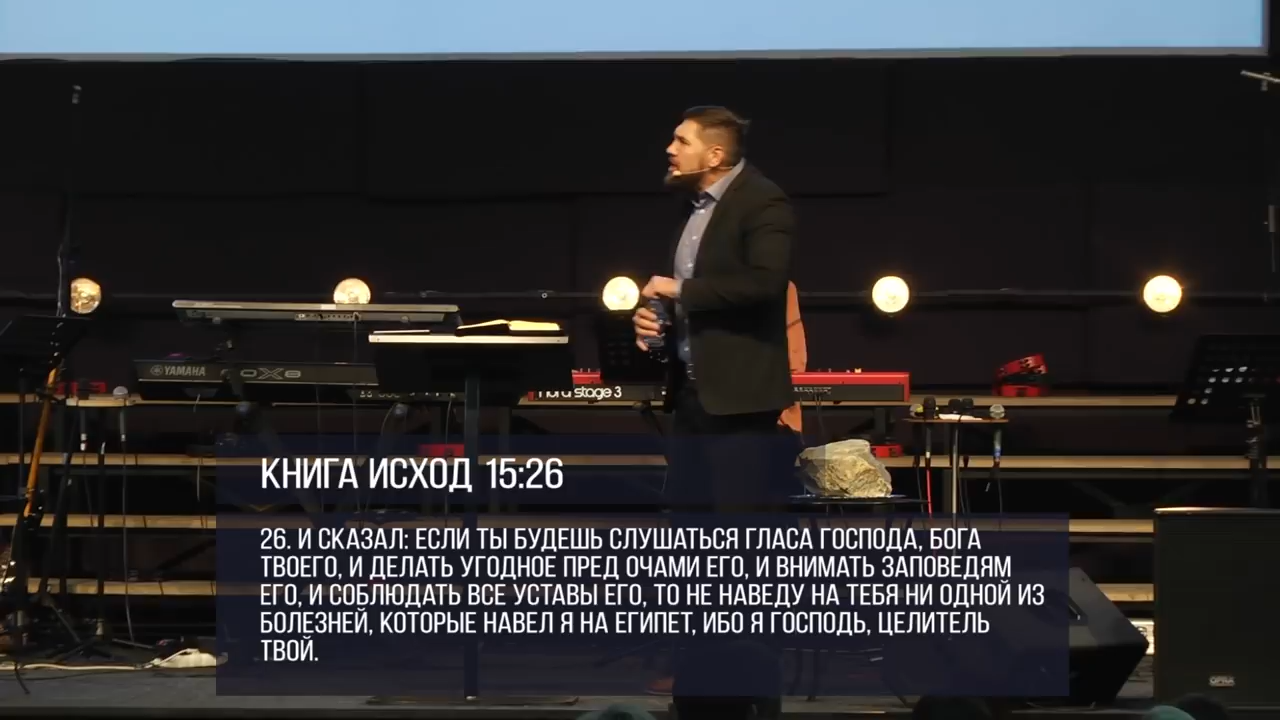 YAMAHA
MOX8
nord stage 3
КНИГА ИСХОД 15:26
26. И СКАЗАЛ: ЕСЛИ ТЫ БУДЕШЬ СЛУШАТЬСЯ ГЛАСА ГОСПОДА, БОГА
ТВОЕГО, И ДЕЛАТЬ УГОДНОЕ ПРЕД ОЧАМИ ЕГО, И ВНИМАТЬ ЗАПОВЕДЯМ
ЕГО, И СОБЛЮДАТЬ ВСЕ УСТАВЫ ЕГО, ТО НЕ НАВЕДУ НА ТЕБЯ НИ ОДНОЙ ИЗ
БОЛЕЗНЕЙ, КОТОРЫЕ НАВЕЛ Я НА ЕГИПЕТ, ИБО Я ГОСПОДЬ, ЦЕЛИТЕЛЬ
ТВОЙ.